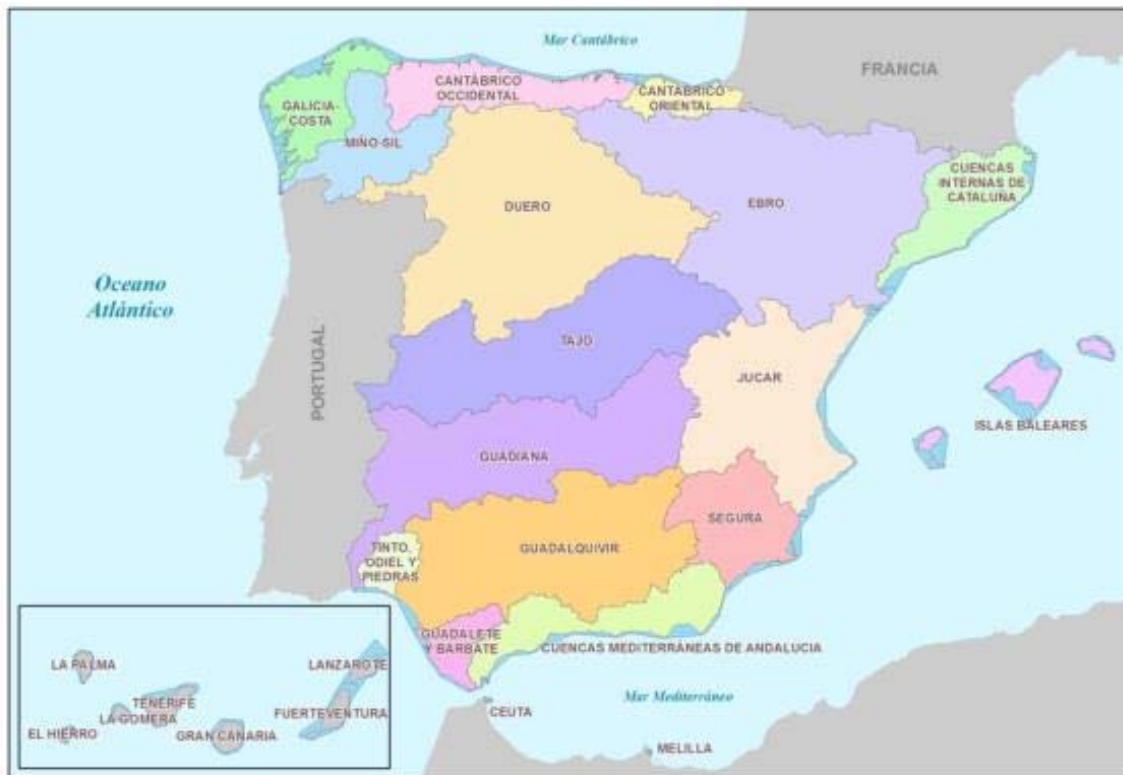 Mar Cantábrico
FRANCIA
CANTÁBRICO
OCCIDENTAL
CANTÁBRICO
ORIENTAL
GALICIA-
COSTA
MIÑO-SIL
CUENCAS
INTERNAS DE
CATALUÑA
DUERO
EBRO
Oceano
Atlántico
PORTUGAL
TAJO
JUCAR
ISLAS BALEARES
GUADIANA
SEGURA
TINTO,
ODIEL Y
PIEDRAS
GUADALQUIVIR
GUADALETE
Y BARBATE
CUENCAS MEDITERRÁNEAS DE ANDALUCIA
Mar Mediterráneo
CEUTA
MELILLA
LA PALMA
LANZAROTE
TENERIFE
LA GOMERA
FUERTEVENTURA
EL HIERRO
GRAN CANARIA